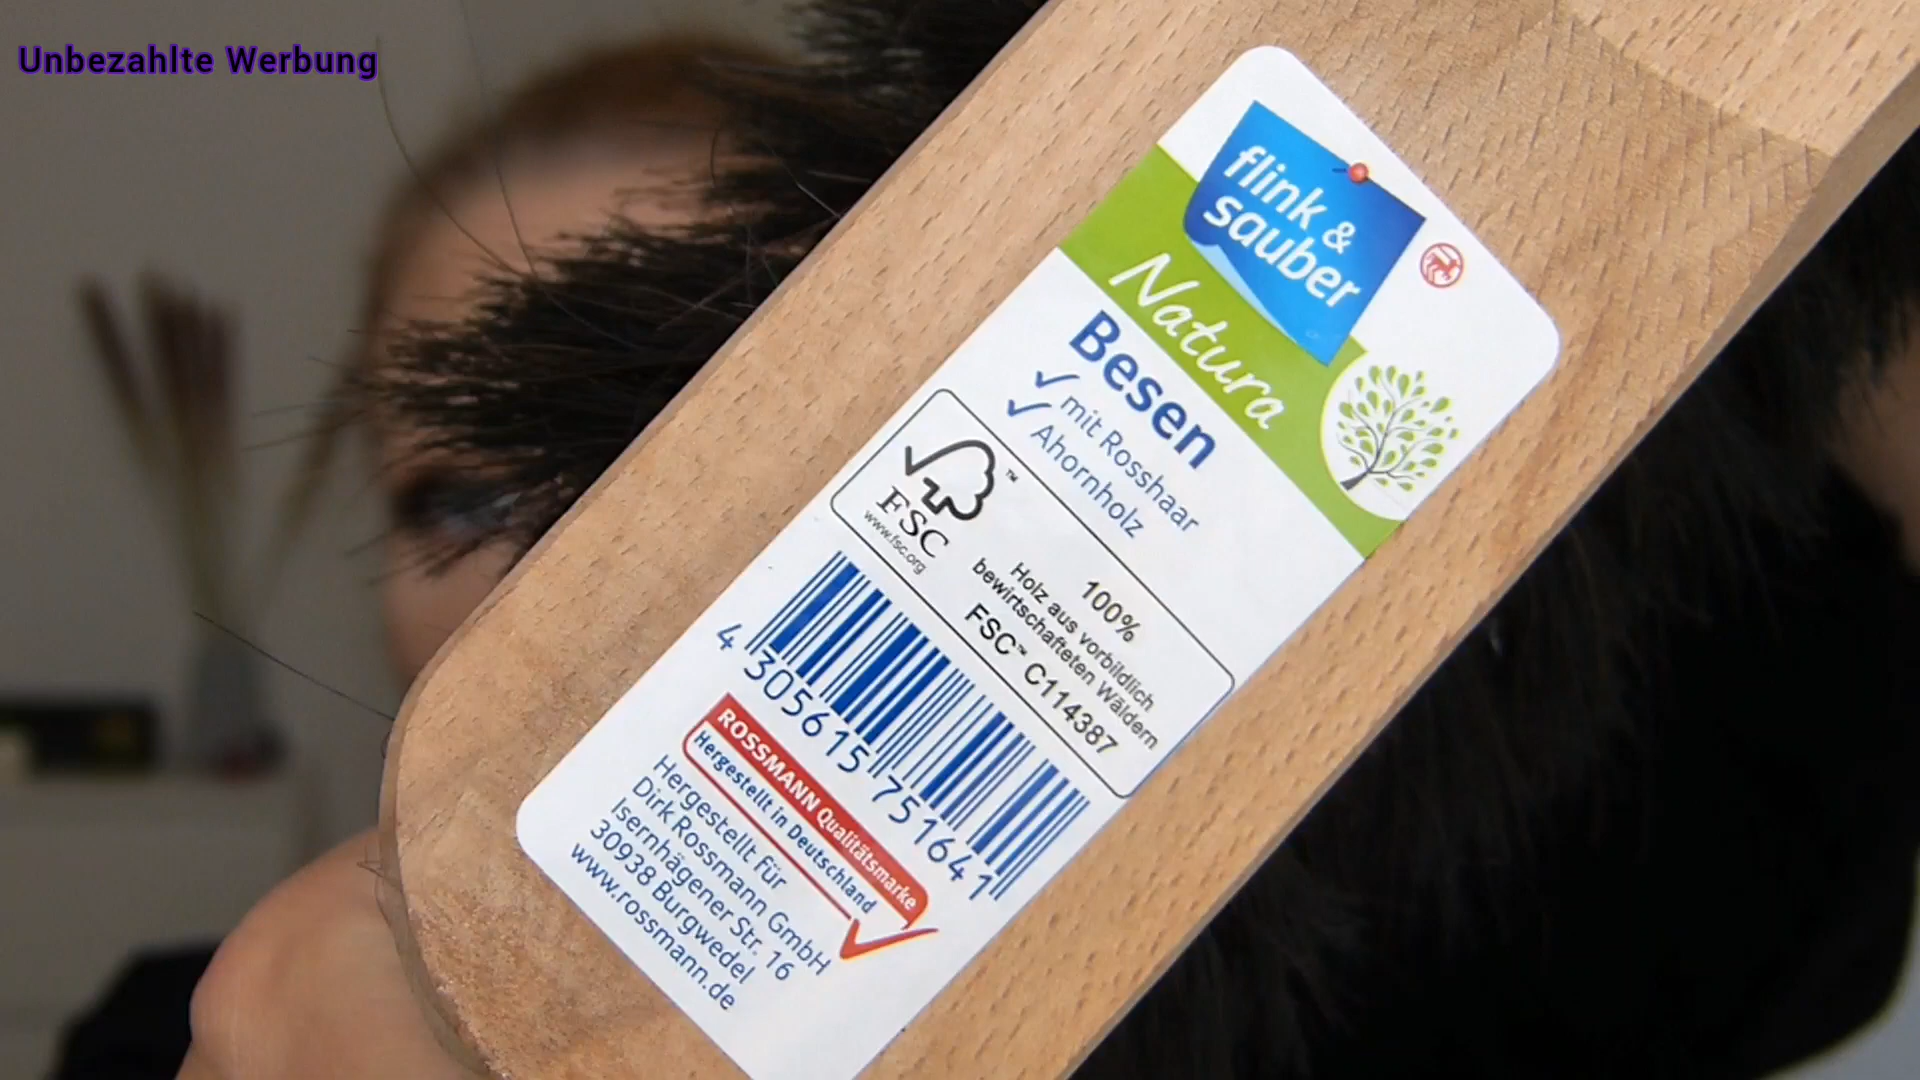 Unbezahlte Werbung
flink &
sauber
Natura
Besen
✓ mit Rosshaar
✓ Ahornholz
FSC™
www.fsc.org
100%
Holz aus vorbildlich
bewirtschafteten Wäldern
FSC™ C114387
4 305615 751641
ROSSMANN Qualitätsmarke
Hergestellt in Deutschland
Hergestellt für
Dirk Rossmann GmbH
Isernhägener Str. 16
30938 Burgwedel
www.rossmann.de